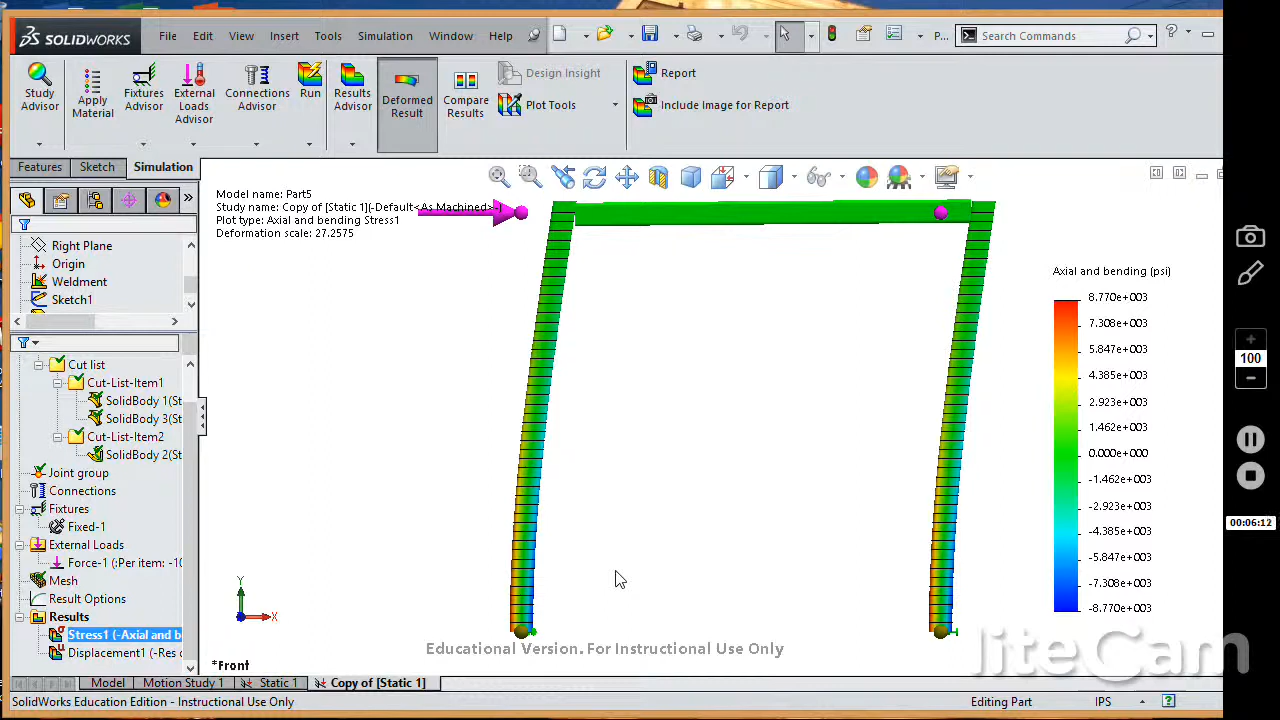 SOLIDWORKS File Edit View Insert Tools Simulation Window Help P... Search Commands ?
Study Advisor
Apply Material
Fixtures Advisor
External Loads Advisor
Connections Advisor
Run
Results Advisor
Deformed Result
Compare Results
Design Insight
Plot Tools
Report
Include Image for Report
Features Sketch Simulation
»
Right Plane
Origin
Weldment
Sketch1
Cut list
Cut-List-Item1
SolidBody 1(St
SolidBody 3(St
Cut-List-Item2
SolidBody 2(St
Joint group
Connections
Fixtures
Fixed-1
External Loads
Force-1 (:Per item: -10
Mesh
Result Options
Results
Stress1 (-Axial and b
Displacement1 (-Res
Model name: Part5
Study name: Copy of [Static 1](-Default<As Machined>-)
Plot type: Axial and bending Stress1
Deformation scale: 27.2575
Axial and bending (psi)
8.770e+003
7.308e+003
5.847e+003
4.385e+003
2.923e+003
1.462e+003
0.000e+000
-1.462e+003
-2.923e+003
-4.385e+003
-5.847e+003
-7.308e+003
-8.770e+003
Y
X
*Front
Educational Version. For Instructional Use Only
liteCam
100
00:06:12
Model Motion Study 1 Static 1 Copy of [Static 1]
SolidWorks Education Edition - Instructional Use Only Editing Part IPS ?